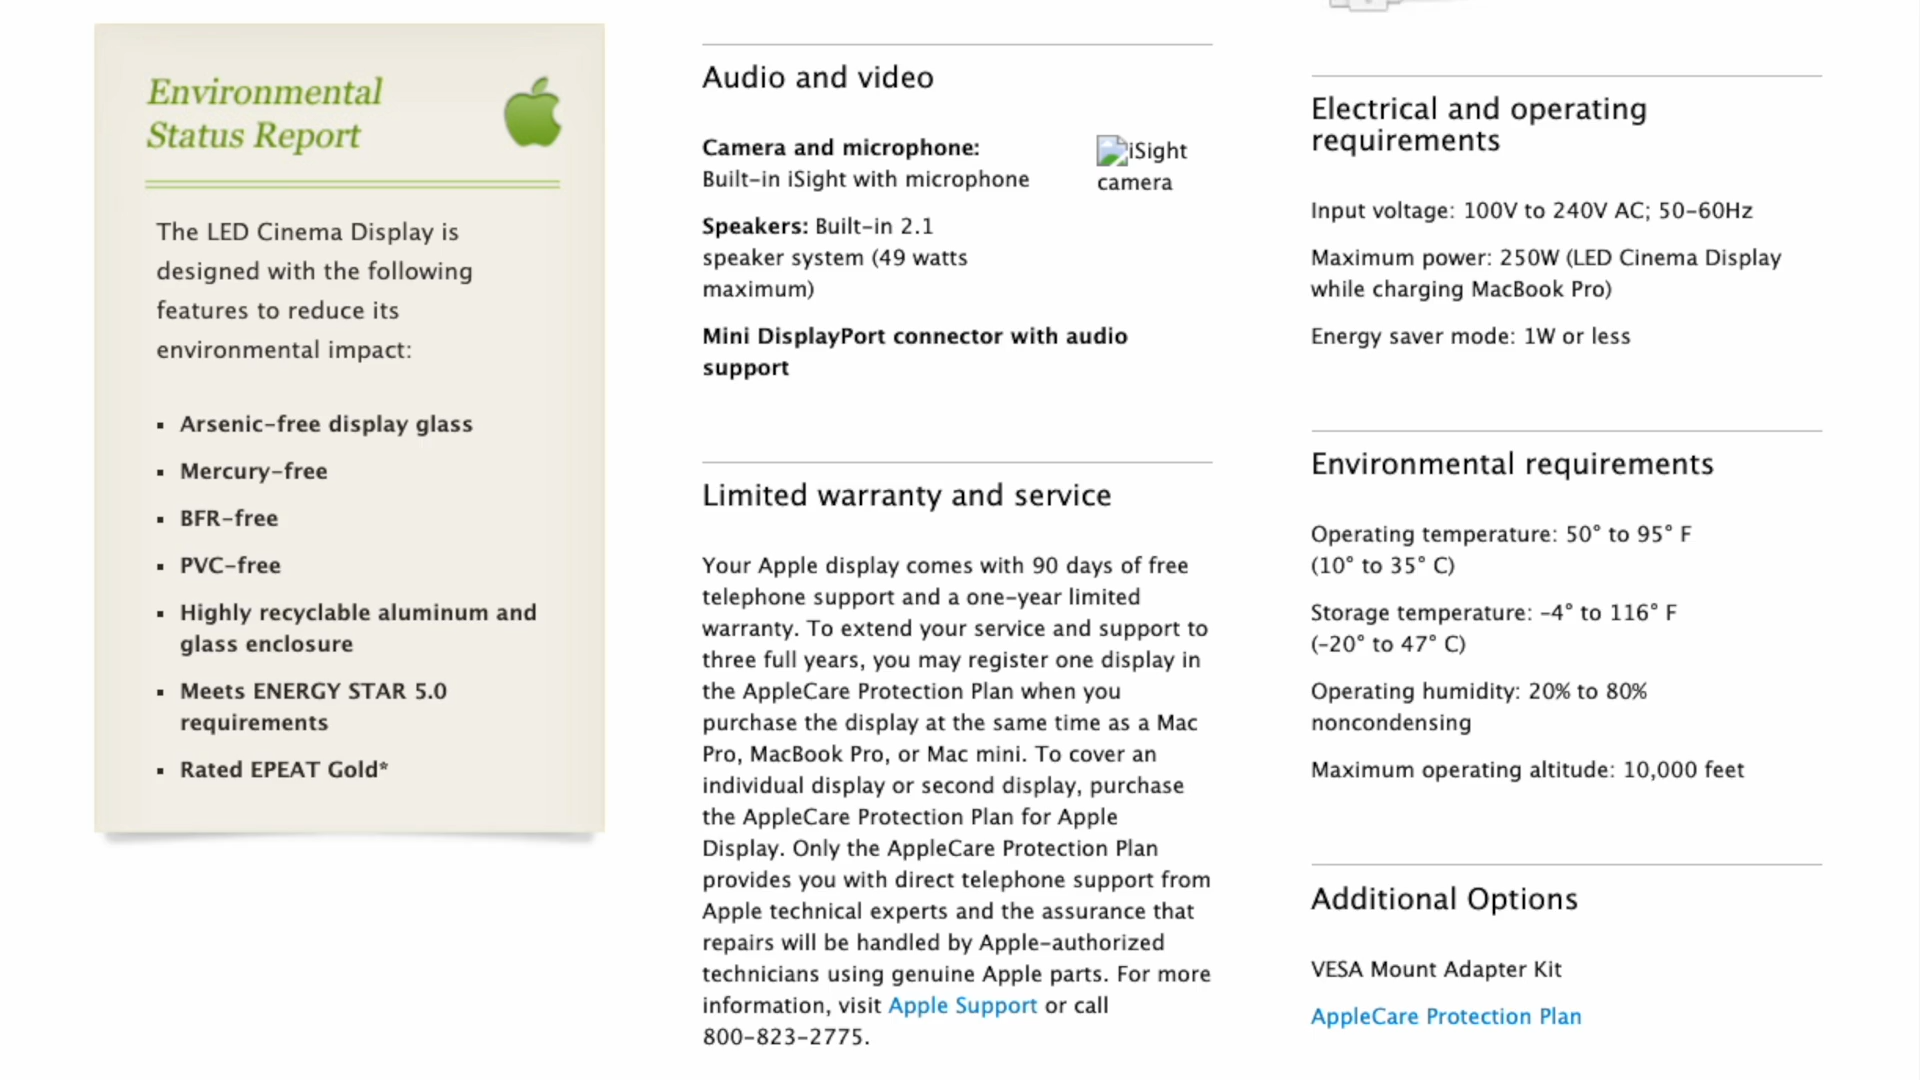 Environmental
Status Report
The LED Cinema Display is
designed with the following
features to reduce its
environmental impact:
▪ Arsenic-free display glass
▪ Mercury-free
▪ BFR-free
▪ PVC-free
▪ Highly recyclable aluminum and
glass enclosure
▪ Meets ENERGY STAR 5.0
requirements
▪ Rated EPEAT Gold*
Audio and video
Camera and microphone:
Built-in iSight with microphone
iSight
camera
Speakers: Built-in 2.1
speaker system (49 watts
maximum)
Mini DisplayPort connector with audio
support
Limited warranty and service
Your Apple display comes with 90 days of free
telephone support and a one-year limited
warranty. To extend your service and support to
three full years, you may register one display in
the AppleCare Protection Plan when you
purchase the display at the same time as a Mac
Pro, MacBook Pro, or Mac mini. To cover an
individual display or second display, purchase
the AppleCare Protection Plan for Apple
Display. Only the AppleCare Protection Plan
provides you with direct telephone support from
Apple technical experts and the assurance that
repairs will be handled by Apple-authorized
technicians using genuine Apple parts. For more
information, visit Apple Support or call
800-823-2775.
Electrical and operating
requirements
Input voltage: 100V to 240V AC; 50-60Hz
Maximum power: 250W (LED Cinema Display
while charging MacBook Pro)
Energy saver mode: 1W or less
Environmental requirements
Operating temperature: 50° to 95° F
(10° to 35° C)
Storage temperature: -4° to 116° F
(-20° to 47° C)
Operating humidity: 20% to 80%
noncondensing
Maximum operating altitude: 10,000 feet
Additional Options
VESA Mount Adapter Kit
AppleCare Protection Plan